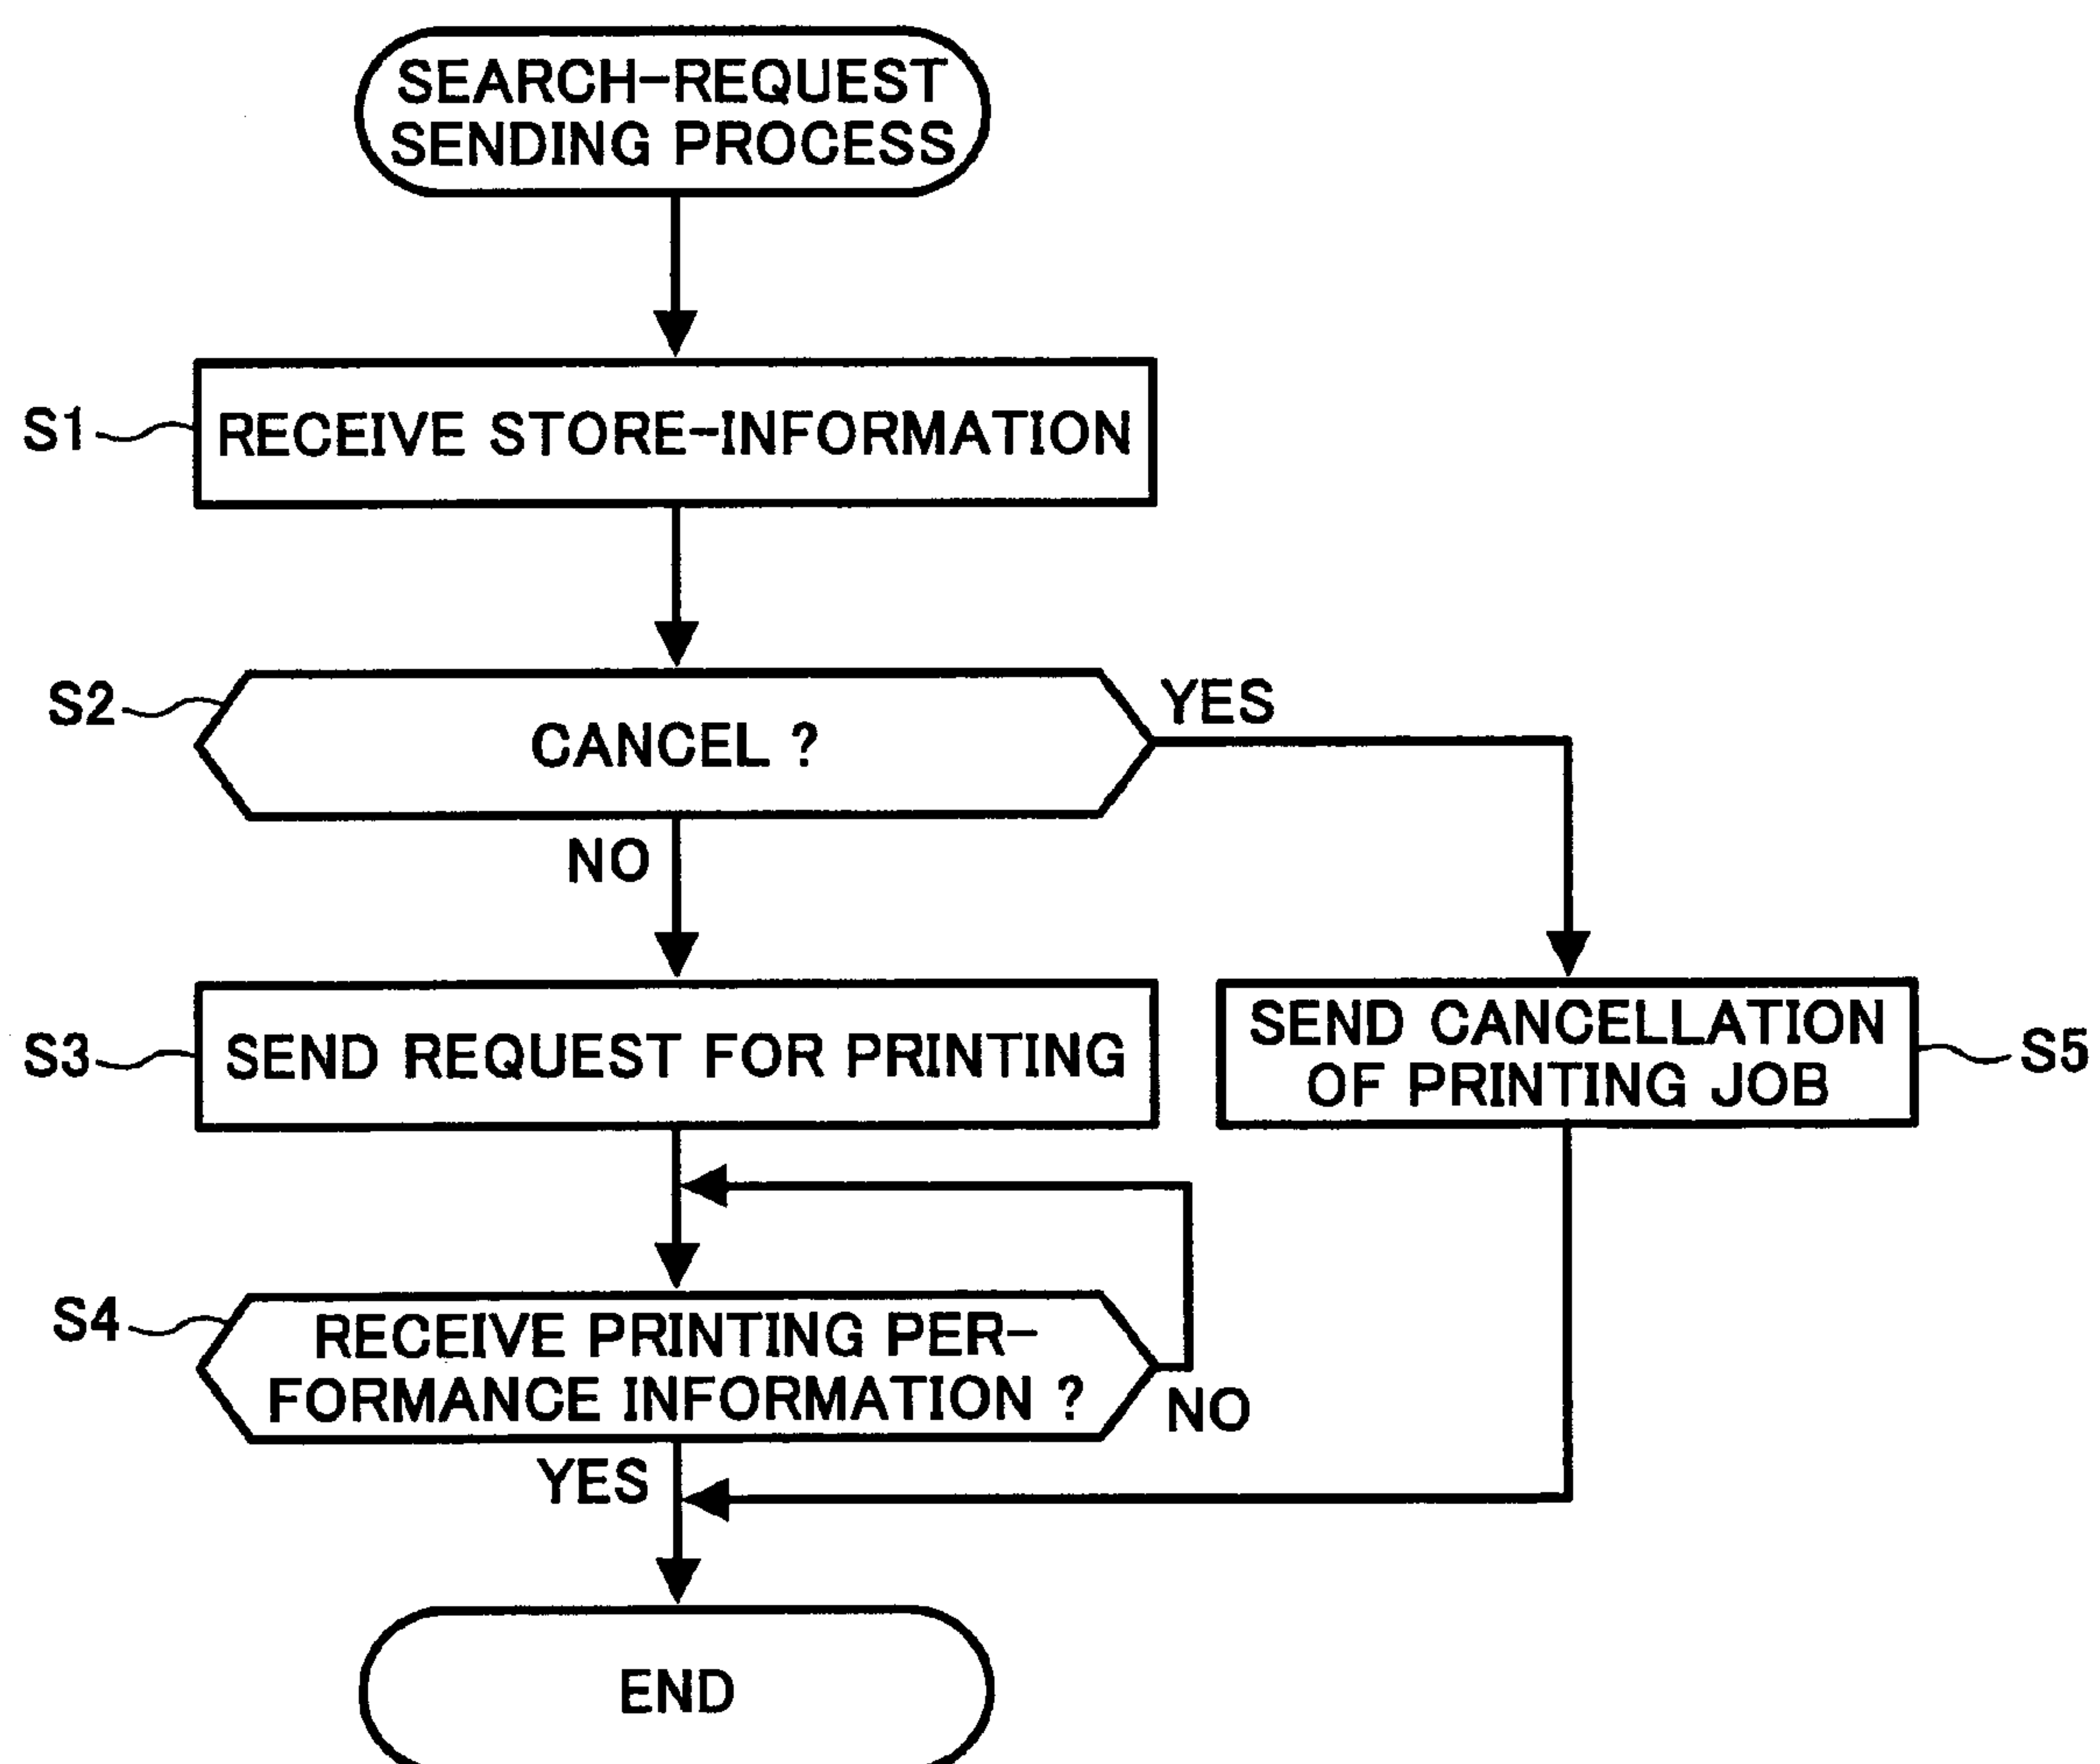 SEARCH-REQUEST
SENDING PROCESS
S1
RECEIVE STORE-INFORMATION
S2
CANCEL ?
YES
NO
S3
SEND REQUEST FOR PRINTING
SEND CANCELLATION
OF PRINTING JOB
S5
S4
RECEIVE PRINTING PER-
FORMANCE INFORMATION ?
NO
YES
END